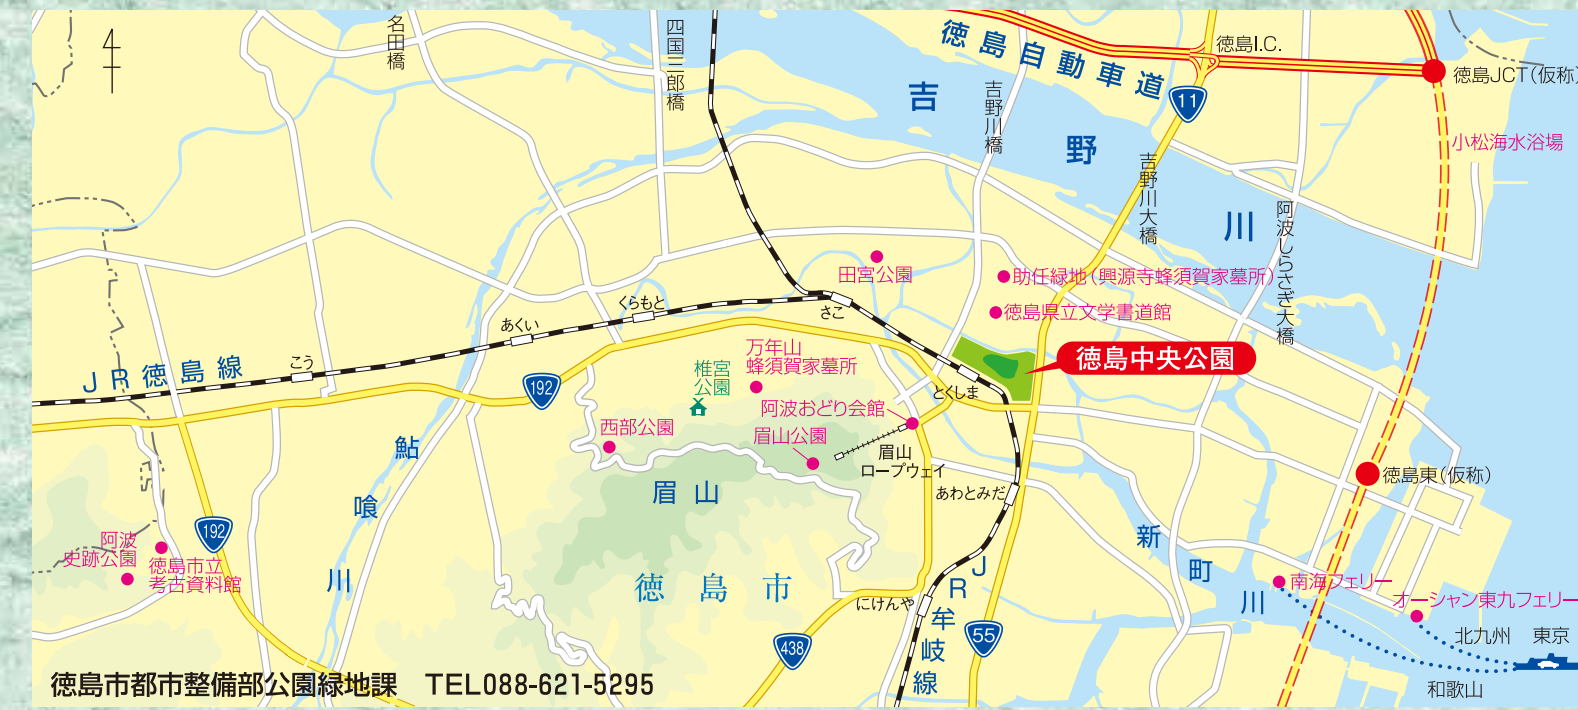 名田橋
四国三郎橋
徳島自動車道
徳島I.C.
徳島JCT(仮称)
吉野川
吉野川橋
11
小松海水浴場
吉野川大橋
阿波しらさぎ大橋
田宮公園
助任緑地(興源寺蜂須賀家墓所)
徳島県立文学書道館
くらもと
さこ
あくい
こう
JR徳島線
192
椎宮
公園
万年山
蜂須賀家墓所
徳島中央公園
とくしま
阿波おどり会館
西部公園
眉山公園
眉山
ロープウェイ
眉山
あわとみだ
徳島東(仮称)
鮎喰川
192
阿波
史跡公園
徳島市立
考古資料館
徳島市
新町川
にけんや
JR牟岐線
438
55
南海フェリー
オーシャン東九フェリー
北九州
東京
和歌山
徳島市都市整備部公園緑地課 TEL088-621-5295